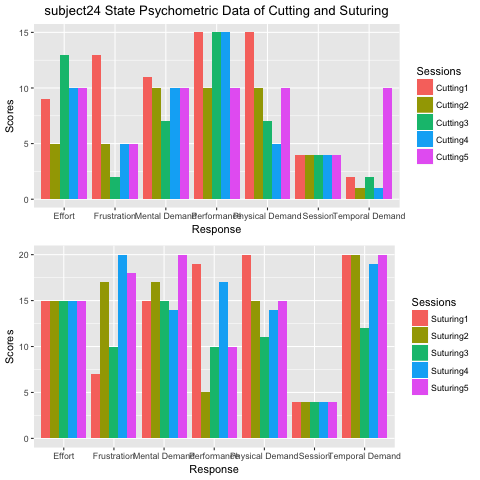 subject24 State Psychometric Data of Cutting and Suturing
15
10
5
0
Scores
Effort Frustration Mental Demand Performance Physical Demand Session Temporal Demand
Response
Sessions
Cutting1
Cutting2
Cutting3
Cutting4
Cutting5
20
15
10
5
0
Scores
Effort Frustration Mental Demand Performance Physical Demand Session Temporal Demand
Response
Sessions
Suturing1
Suturing2
Suturing3
Suturing4
Suturing5